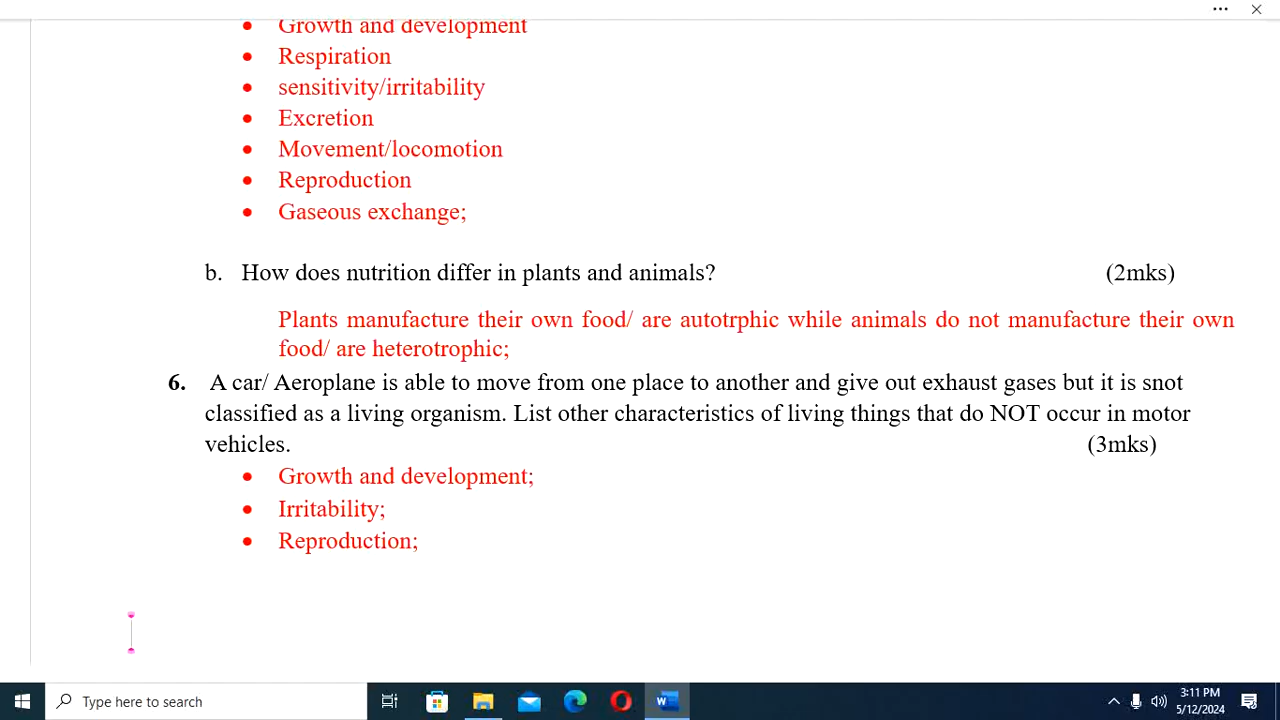 Growth and development
Respiration
sensitivity/irritability
Excretion
Movement/locomotion
Reproduction
Gaseous exchange;
b. How does nutrition differ in plants and animals? (2mks)
Plants manufacture their own food/ are autotrphic while animals do not manufacture their own
food/ are heterotrophic;
6. A car/ Aeroplane is able to move from one place to another and give out exhaust gases but it is snot
classified as a living organism. List other characteristics of living things that do NOT occur in motor
vehicles. (3mks)
Growth and development;
Irritability;
Reproduction;
Type here to search
3:11 PM
5/12/2024